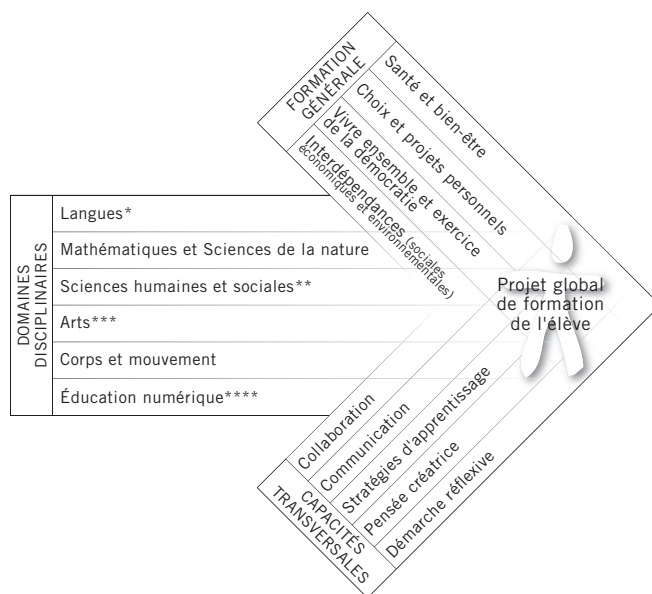 FORMATION
GÉNÉRALE
Santé et bien-être
Choix et projets personnels
Vivre ensemble et exercice
de la démocratie
Interdépendances (sociales,
économiques et environnementales)
DOMAINES
DISCIPLINAIRES
Langues*
Mathématiques et Sciences de la nature
Sciences humaines et sociales**
Arts***
Corps et mouvement
Éducation numérique****
Projet global
de formation
de l'élève
CAPACITÉS
TRANSVERSALES
Collaboration
Communication
Stratégies d'apprentissage
Pensée créatrice
Démarche réflexive